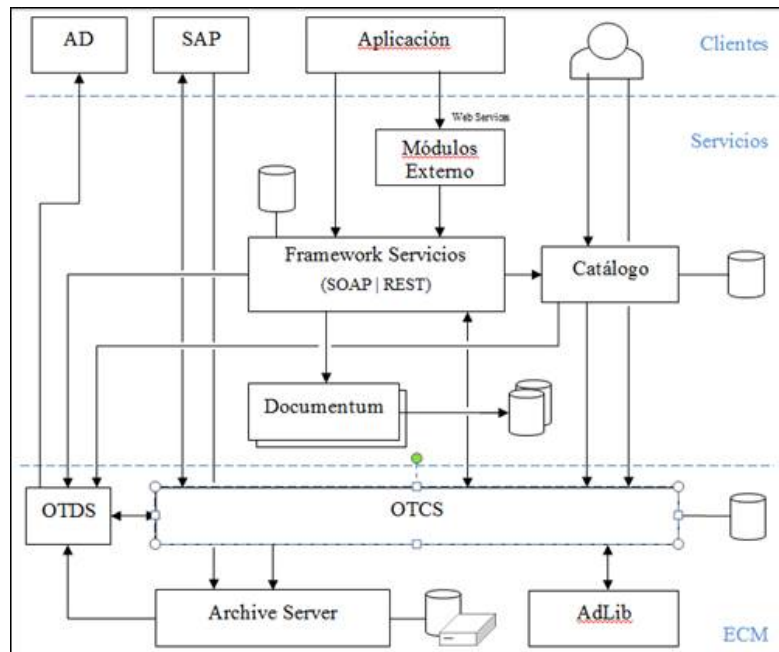 AD
SAP
Aplicación
Clientes
Web Services
Servicios
Módulos
Externo
Framework Servicios
(SOAP | REST)
Catálogo
Documentum
OTDS
OTCS
Archive Server
AdLib
ECM